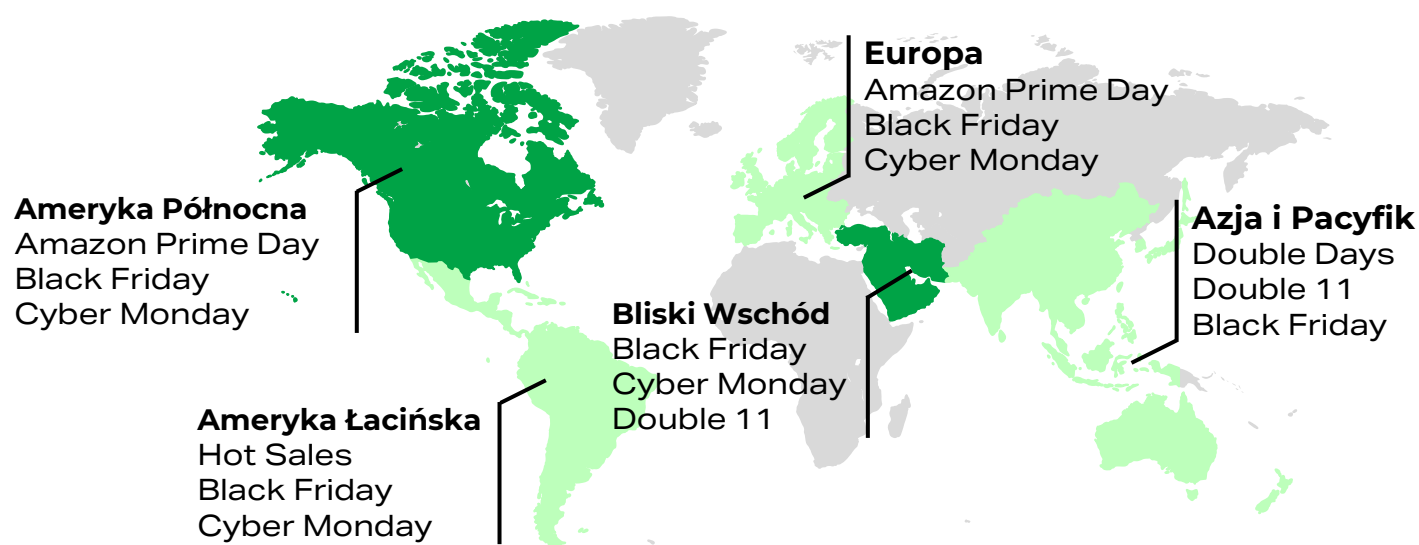 Europa
Amazon Prime Day
Black Friday
Cyber Monday
Ameryka Północna
Amazon Prime Day
Black Friday
Cyber Monday
Azja i Pacyfik
Double Days
Double 11
Black Friday
Bliski Wschód
Black Friday
Cyber Monday
Double 11
Ameryka Łacińska
Hot Sales
Black Friday
Cyber Monday